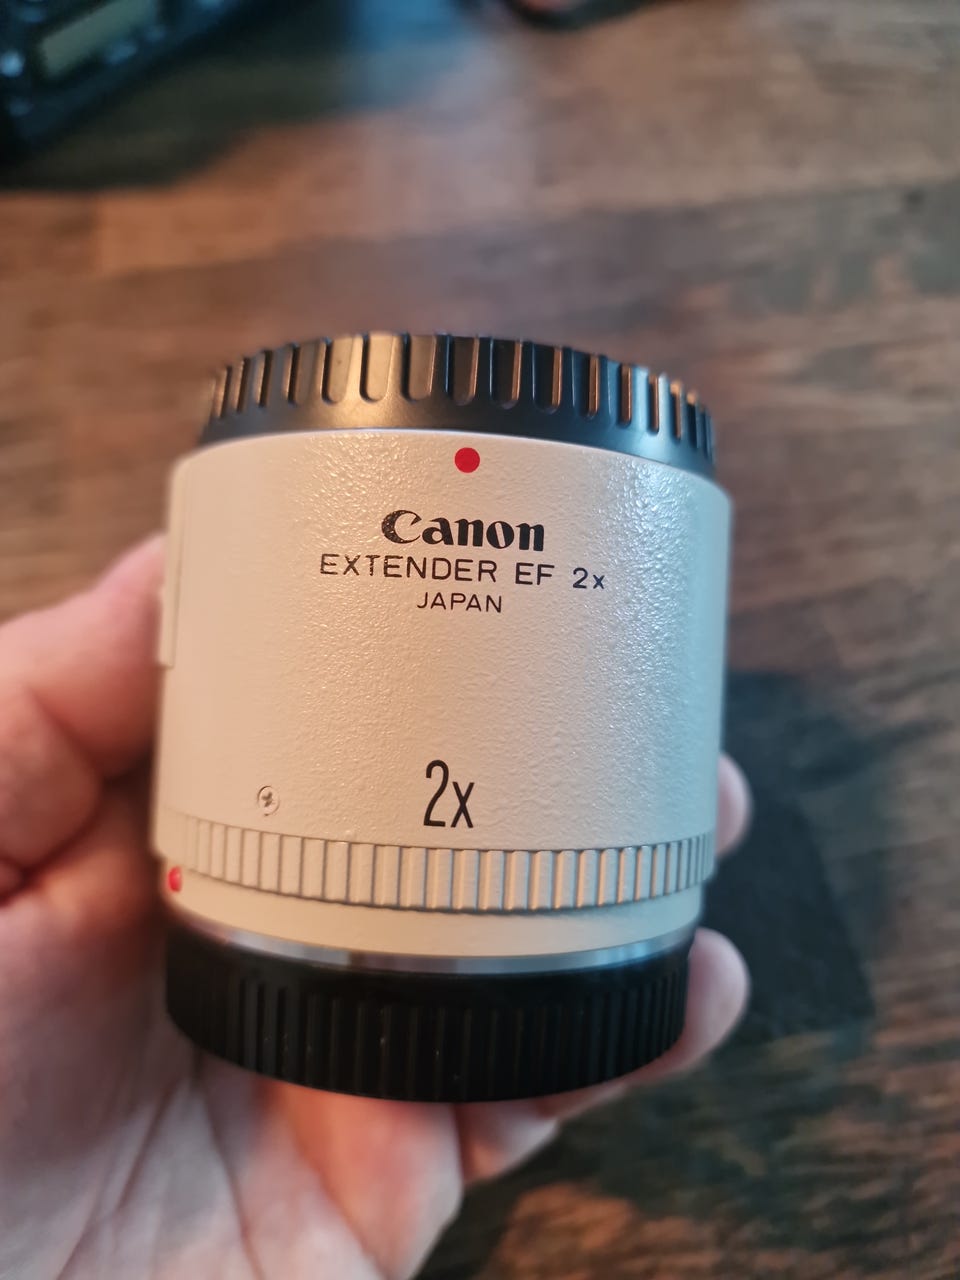 Canon
EXTENDER EF 2x
JAPAN
2x